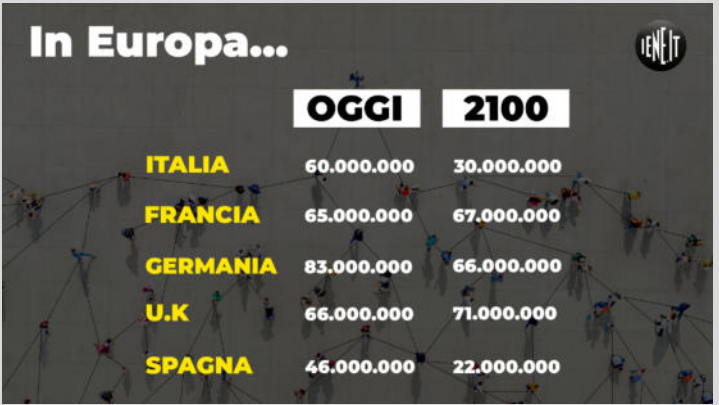 In Europa...
IENE.IT
OGGI 2100
ITALIA 60.000.000 30.000.000
FRANCIA 65.000.000 67.000.000
GERMANIA 83.000.000 66.000.000
U.K 66.000.000 71.000.000
SPAGNA 46.000.000 22.000.000